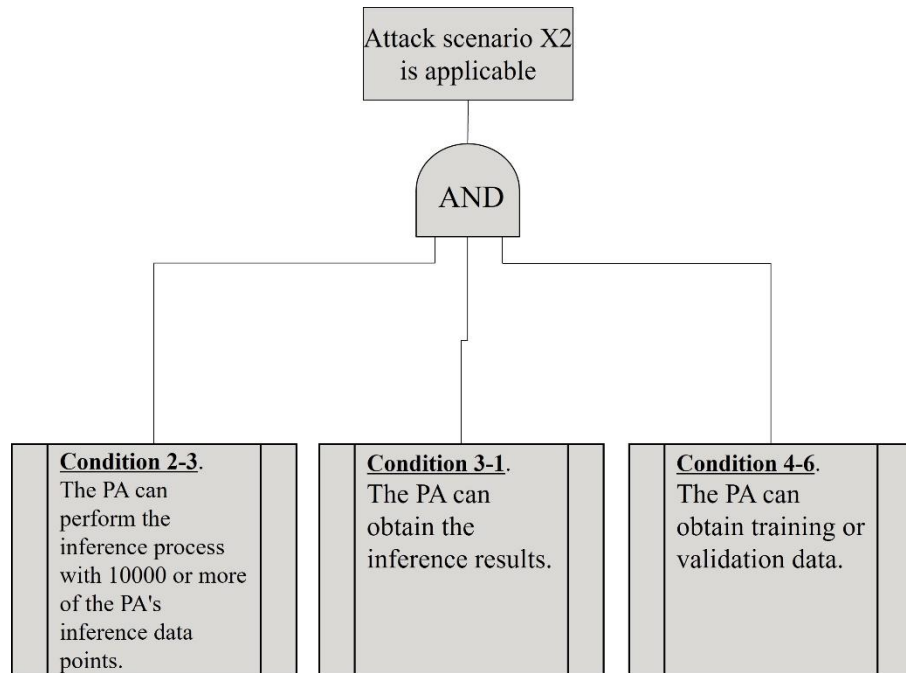 Attack scenario X2
is applicable
AND
Condition 2-3.
The PA can
perform the
inference process
with 10000 or more
of the PA's
inference data
points.
Condition 3-1.
The PA can
obtain the
inference results.
Condition 4-6.
The PA can
obtain training or
validation data.